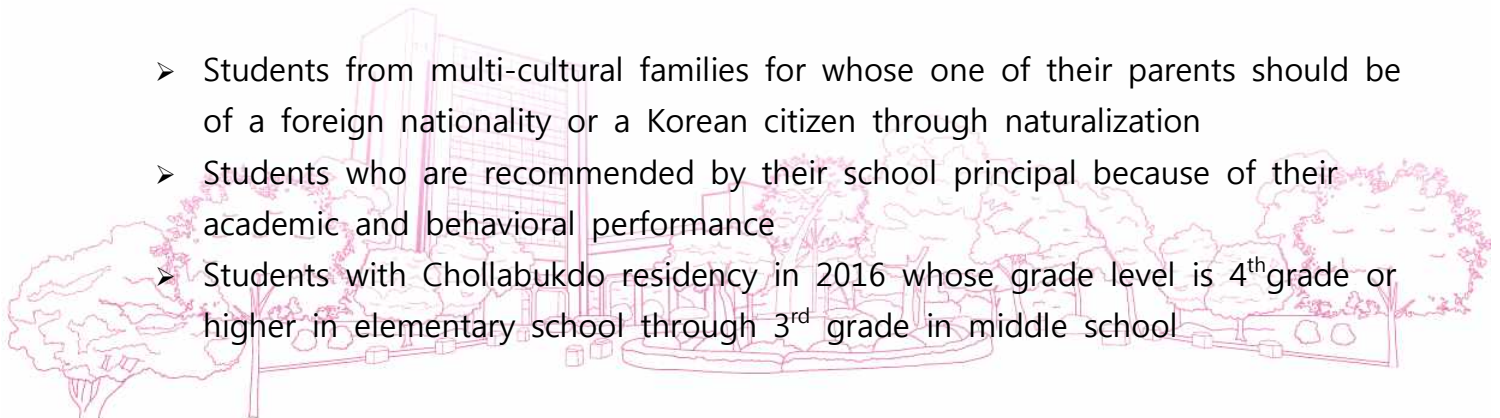 ➢ Students from multi-cultural families for whose one of their parents should be
of a foreign nationality or a Korean citizen through naturalization
➢ Students who are recommended by their school principal because of their
academic and behavioral performance
➢ Students with Chollabukdo residency in 2016 whose grade level is 4thgrade or
higher in elementary school through 3rd grade in middle school